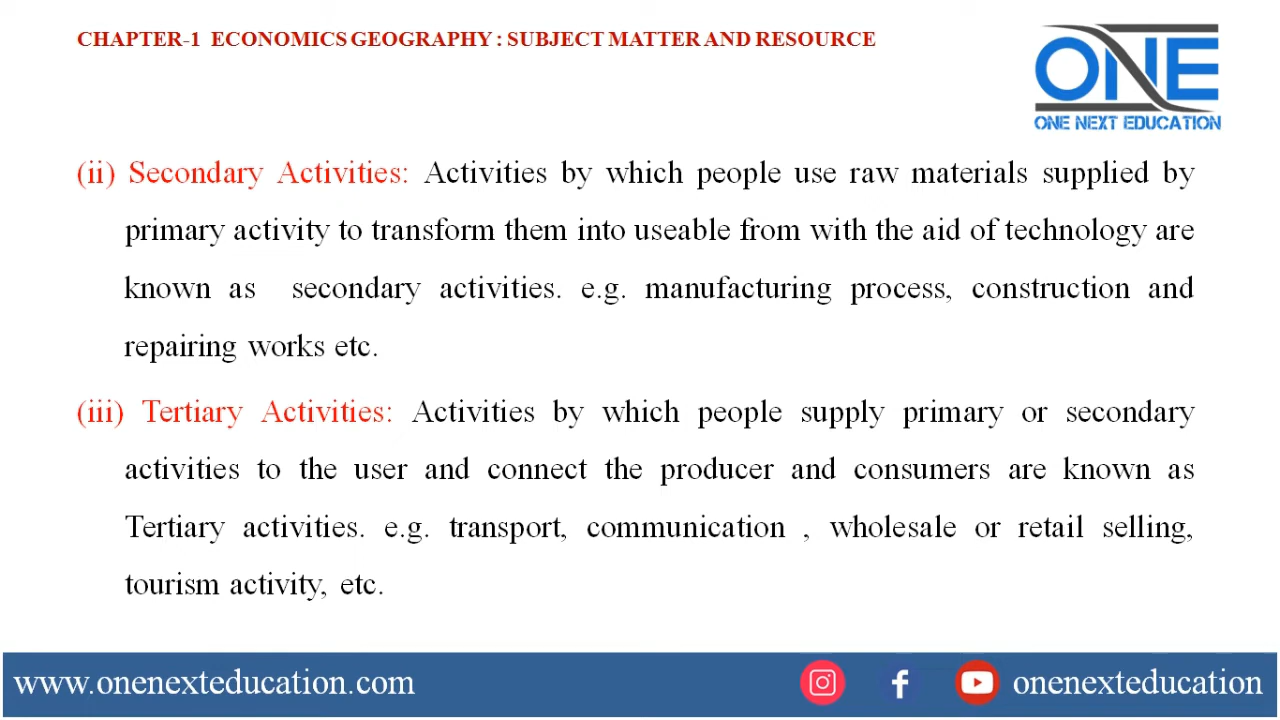 CHAPTER-1 ECONOMICS GEOGRAPHY : SUBJECT MATTER AND RESOURCE
ONE
ONE NEXT EDUCATION
(ii) Secondary Activities: Activities by which people use raw materials supplied by
primary activity to transform them into useable from with the aid of technology are
known as secondary activities. e.g. manufacturing process, construction and
repairing works etc.
(iii) Tertiary Activities: Activities by which people supply primary or secondary
activities to the user and connect the producer and consumers are known as
Tertiary activities. e.g. transport, communication , wholesale or retail selling,
tourism activity, etc.
www.onenexteducation.com
onenexteducation